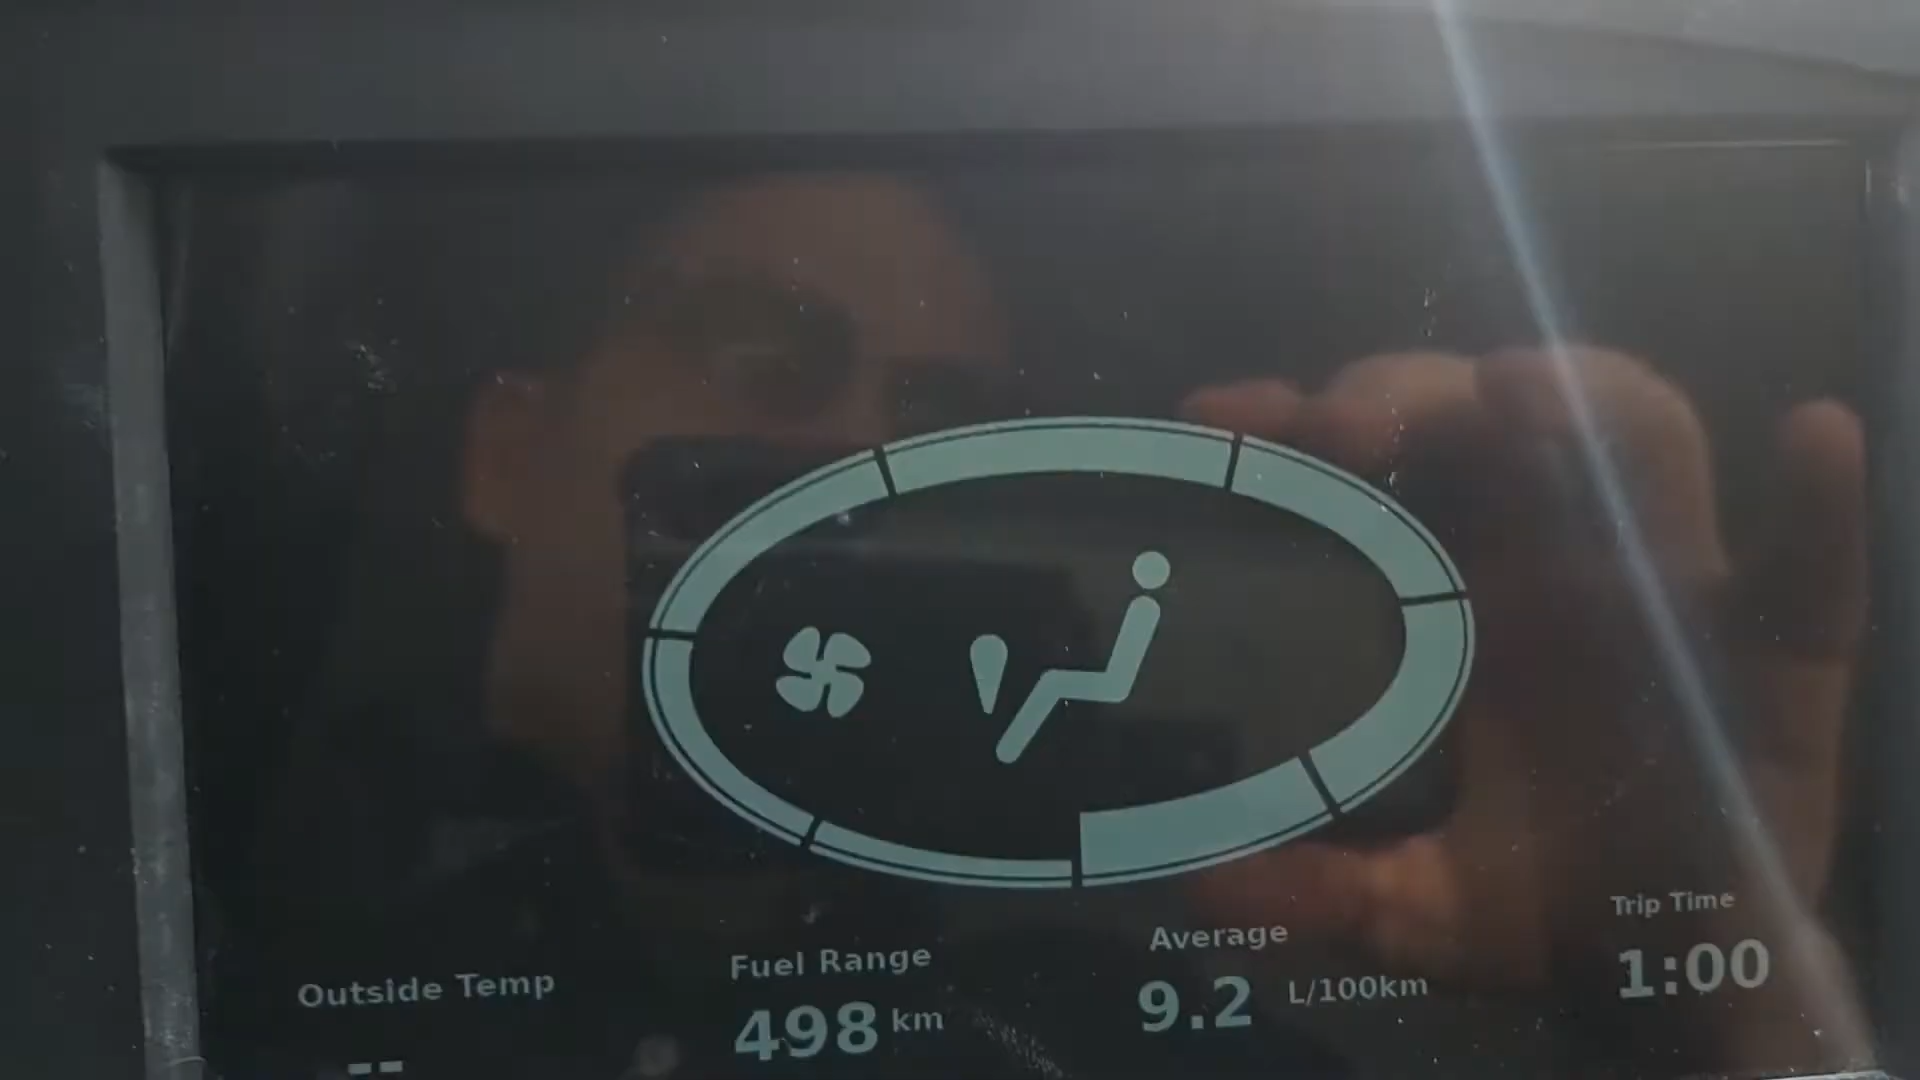 Outside Temp
--
Fuel Range
498 km
Average
9.2 L/100km
Trip Time
1:00